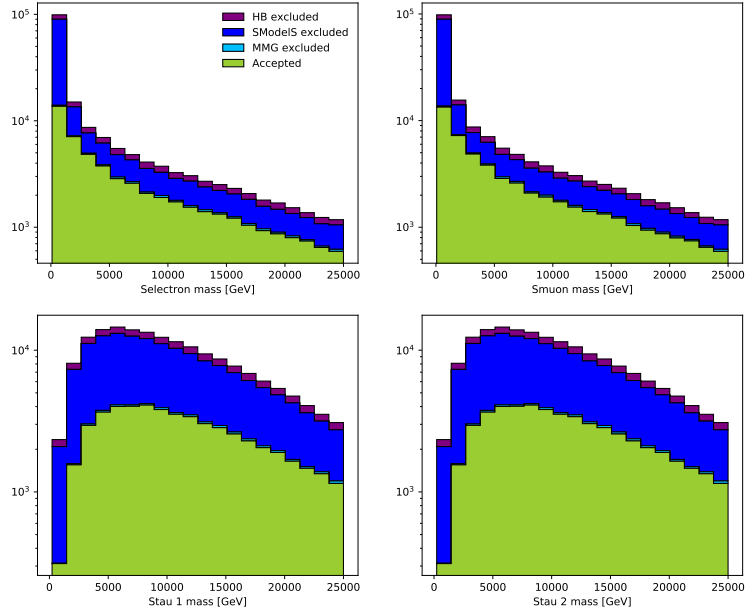 10^5
10^4
10^3
HB excluded
SModelS excluded
MMG excluded
Accepted
0 5000 10000 15000 20000 25000
Selectron mass [GeV]
10^5
10^4
10^3
0 5000 10000 15000 20000 25000
Smuon mass [GeV]
10^4
10^3
0 5000 10000 15000 20000 25000
Stau 1 mass [GeV]
10^4
10^3
0 5000 10000 15000 20000 25000
Stau 2 mass [GeV]